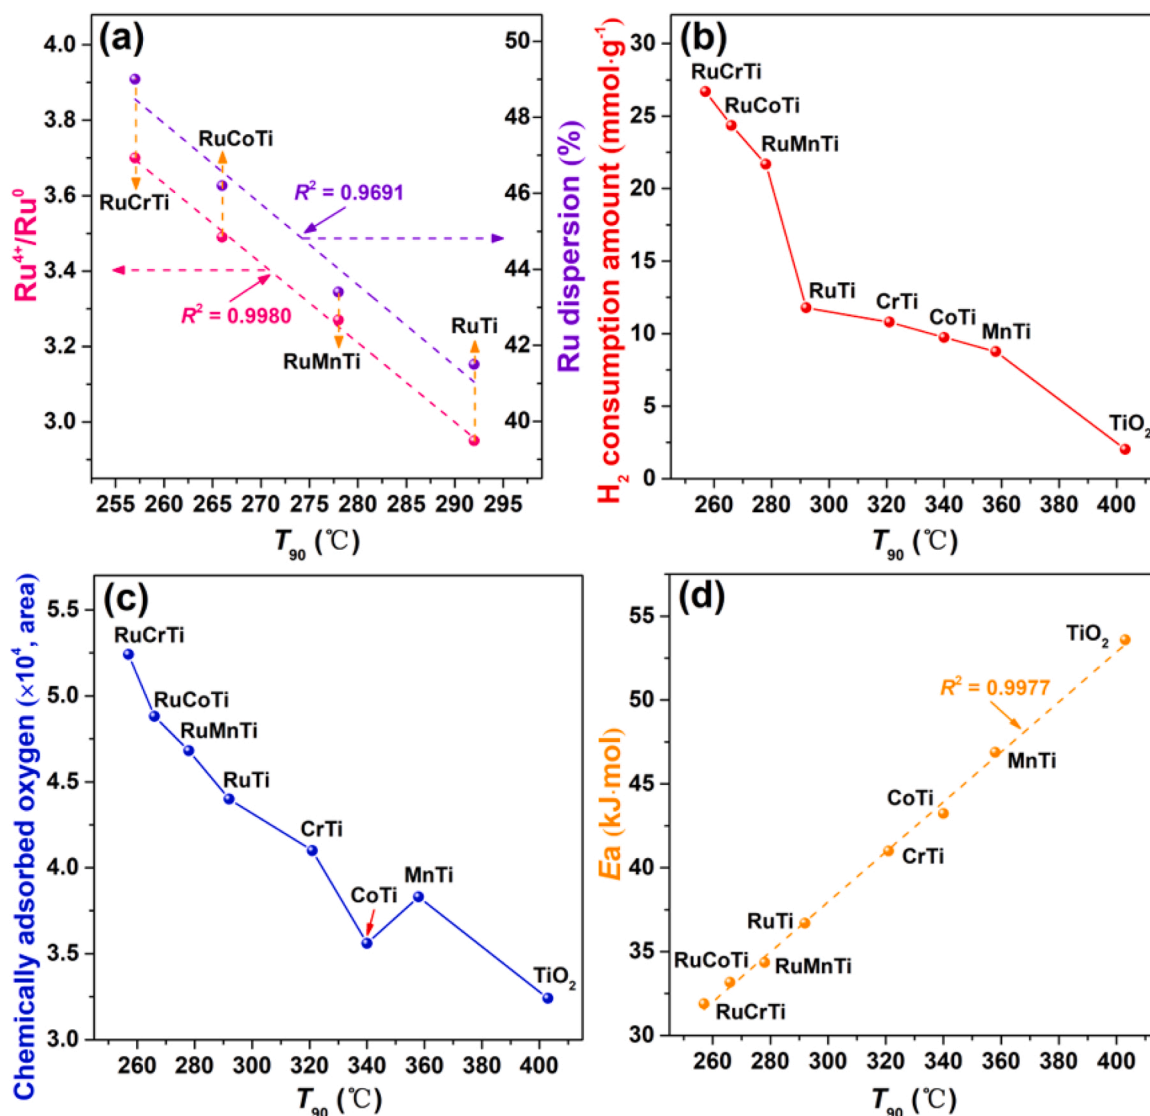 (a)
4.0
3.8
3.6
3.4
3.2
3.0
Ru⁴⁺/Ru⁰
RuCrTi
RuCoTi
R² = 0.9691
R² = 0.9980
RuMnTi
RuTi
50
48
46
44
42
40
Ru dispersion (%)
255 260 265 270 275 280 285 290 295
T₉₀ (℃)
(b)
30
25
20
15
10
5
0
H₂ consumption amount (mmol·g⁻¹)
RuCrTi
RuCoTi
RuMnTi
RuTi
CrTi
CoTi
MnTi
TiO₂
260 280 300 320 340 360 380 400
T₉₀ (℃)
(c)
5.5
5.0
4.5
4.0
3.5
3.0
Chemically adsorbed oxygen (×10⁴, area)
RuCrTi
RuCoTi
RuMnTi
RuTi
CrTi
CoTi
MnTi
TiO₂
260 280 300 320 340 360 380 400
T₉₀ (℃)
(d)
55
50
45
40
35
30
Ea (kJ·mol)
TiO₂
R² = 0.9977
MnTi
CoTi
CrTi
RuTi
RuCoTi
RuMnTi
RuCrTi
260 280 300 320 340 360 380 400
T₉₀ (℃)